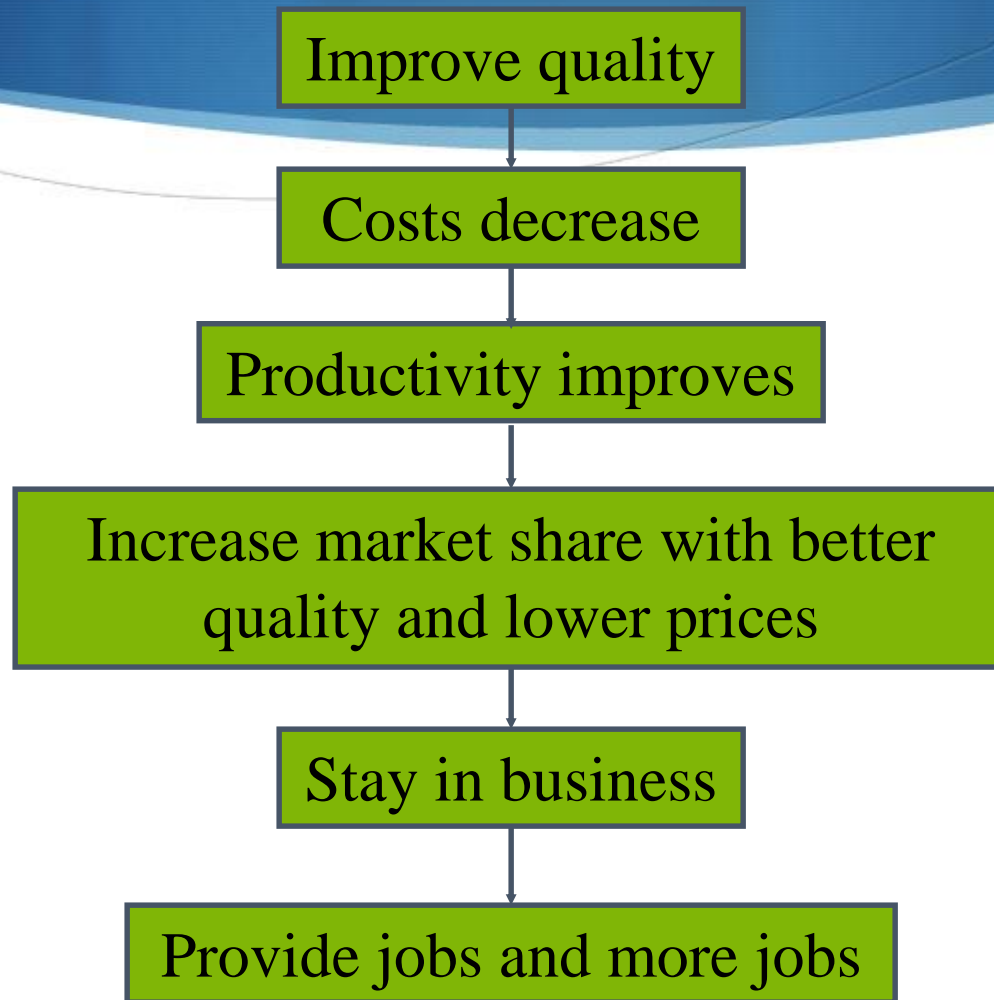 Improve quality
Costs decrease
Productivity improves
Increase market share with better
quality and lower prices
Stay in business
Provide jobs and more jobs